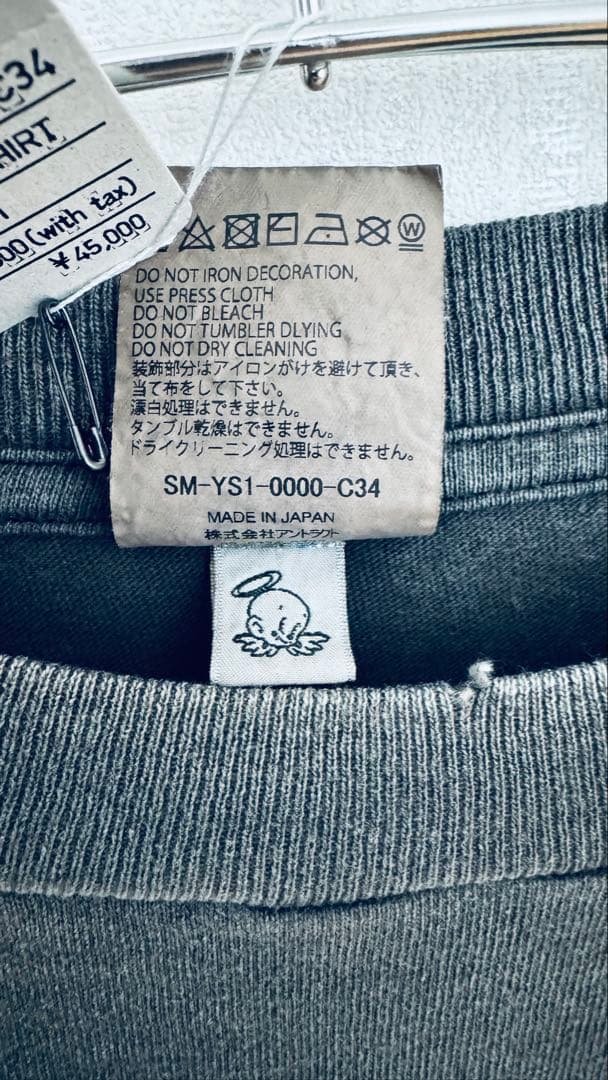 C34
HIRT
00(with tax)
¥45,000
W
DO NOT IRON DECORATION,
USE PRESS CLOTH
DO NOT BLEACH
DO NOT TUMBLER DLYING
DO NOT DRY CLEANING
装飾部分はアイロンがけを避けて頂き、
当て布をして下さい。
漂白処理はできません。
タンブル乾燥はできません。
ドライクリーニング処理はできません。
SM-YS1-0000-C34
MADE IN JAPAN
株式会社アントラクト